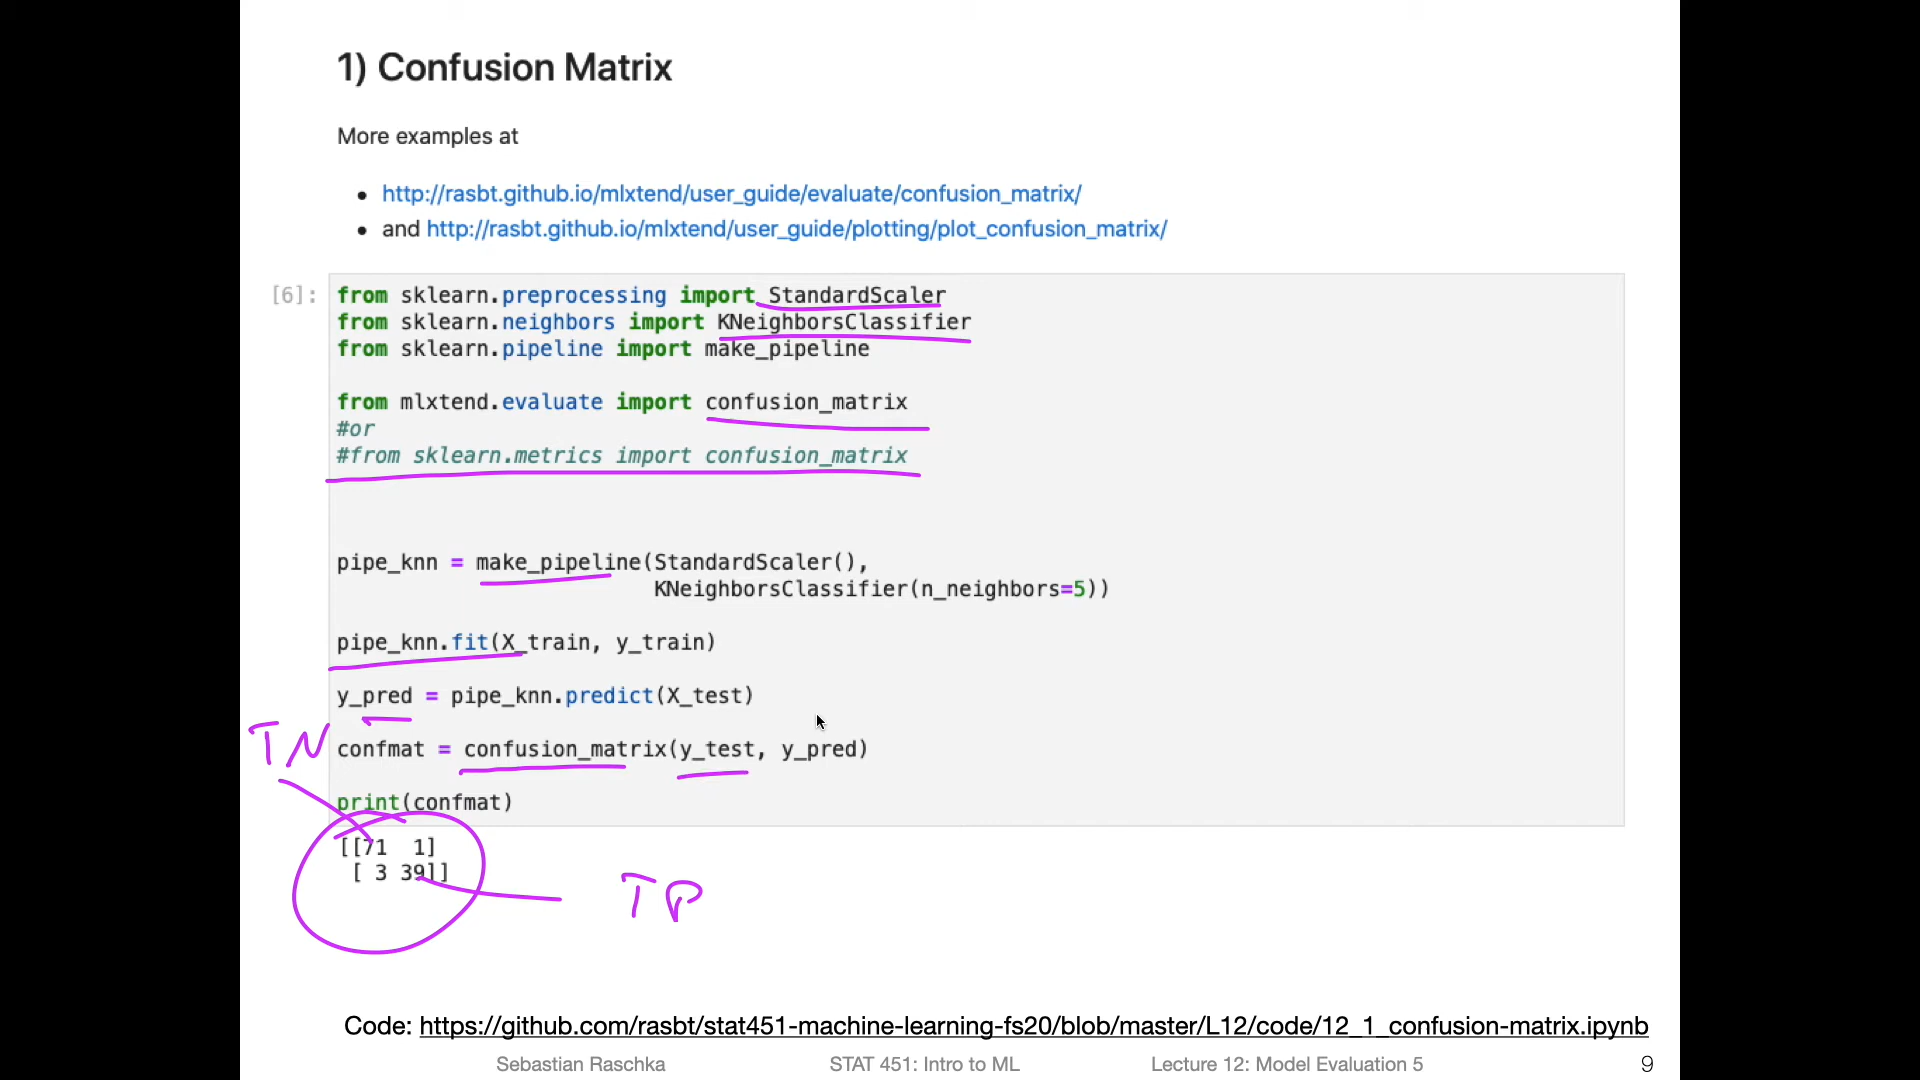 1) Confusion Matrix
More examples at
• http://rasbt.github.io/mlxtend/user_guide/evaluate/confusion_matrix/
• and http://rasbt.github.io/mlxtend/user_guide/plotting/plot_confusion_matrix/
[6]: from sklearn.preprocessing import StandardScaler
from sklearn.neighbors import KNeighborsClassifier
from sklearn.pipeline import make_pipeline
from mlxtend.evaluate import confusion_matrix
#or
#from sklearn.metrics import confusion_matrix
pipe_knn = make_pipeline(StandardScaler(),
KNeighborsClassifier(n_neighbors=5))
pipe_knn.fit(X_train, y_train)
y_pred = pipe_knn.predict(X_test)
TN
confmat = confusion_matrix(y_test, y_pred)
print(confmat)
[[71 1]
[ 3 39]]
TP
Code: https://github.com/rasbt/stat451-machine-learning-fs20/blob/master/L12/code/12_1_confusion-matrix.ipynb
Sebastian Raschka STAT 451: Intro to ML Lecture 12: Model Evaluation 5 9